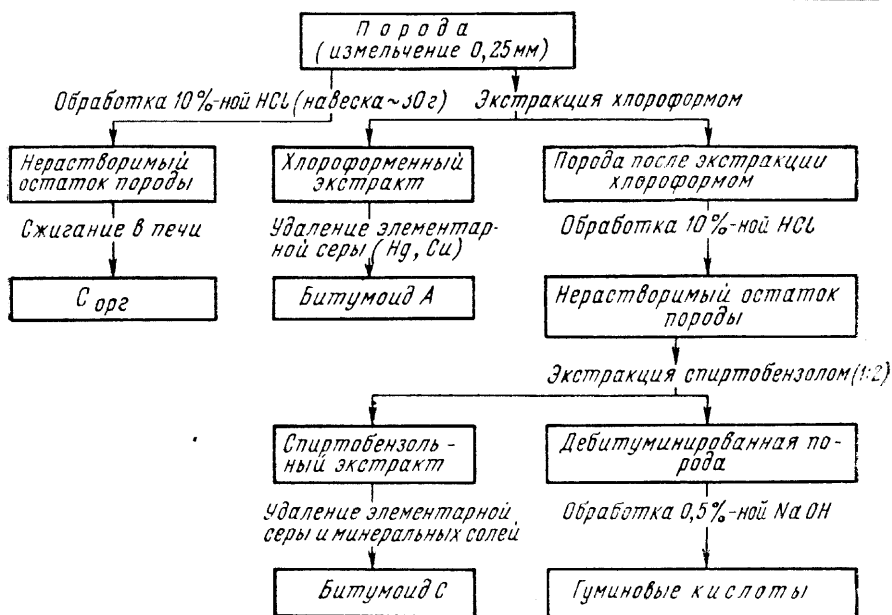 Порода
(измельчение 0,25мм)
Обработка 10%-ной HCl (навеска ~30г)
Экстракция хлороформом
Нерастворимый
остаток породы
Хлороформенный
экстракт
Порода после экстракции
хлороформом
Сжигание в печи
Удаление элементар-
ной серы (Hg, Cu)
Обработка 10%-ной HCl
C орг
Битумоид А
Нерастворимый остаток
породы
Экстракция спиртобензолом (1:2)
Спиртобензоль-
ный экстракт
Дебитуминированная по-
рода
Удаление элементарной
серы и минеральных солей
Обработка 0,5%-ной NaOH
Битумоид С
Гуминовые кислоты